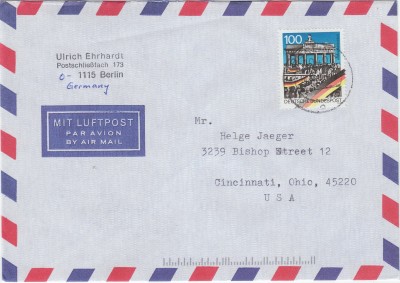 Ulrich Ehrhardt
Postschließfach 173
O- 1115 Berlin
Germany
MIT LUFTPOST
PAR AVION
BY AIR MAIL
100
DEUTSCHE BUNDESPOST
Mr.
Helge Jaeger
3239 Bishop Street 12
Cincinnati, Ohio, 45220
U S A